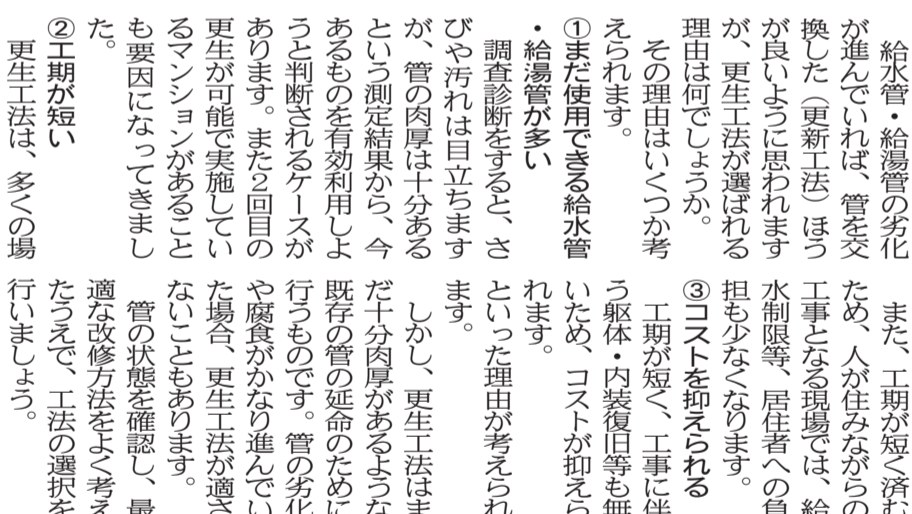 給水管・給湯管の劣化
が進んでいれば、管を交
換した（更新工法）ほう
が良いように思われます
が、更生工法が選ばれる
理由は何でしょうか。
その理由はいくつか考
えられます。
①まだ使用できる給水管
・給湯管が多い
調査診断をすると、さ
びや汚れは目立ちます
が、管の肉厚は十分ある
という測定結果から、今
あるものを有効利用しよ
うと判断されるケースが
あります。また2回目の
更生が可能で実施してい
るマンションがあること
も要因になってきまし
た。
②工期が短い
更生工法は、多くの場
また、工期が短く済む
ため、人が住みながらの
工事となる現場では、給
水制限等、居住者への負
担も少なくなります。
③コストを抑えられる
工期が短く、工事に伴
う躯体・内装復旧等も無
いため、コストが抑えら
れます。
といった理由が考えられ
ます。
しかし、更生工法はま
だ十分肉厚があるような
既存の管の延命のために
行うものです。管の劣化
や腐食がかなり進んでい
た場合、更生工法が適さ
ないこともあります。
管の状態を確認し、最
適な改修方法をよく考え
たうえで、工法の選択を
行いましょう。